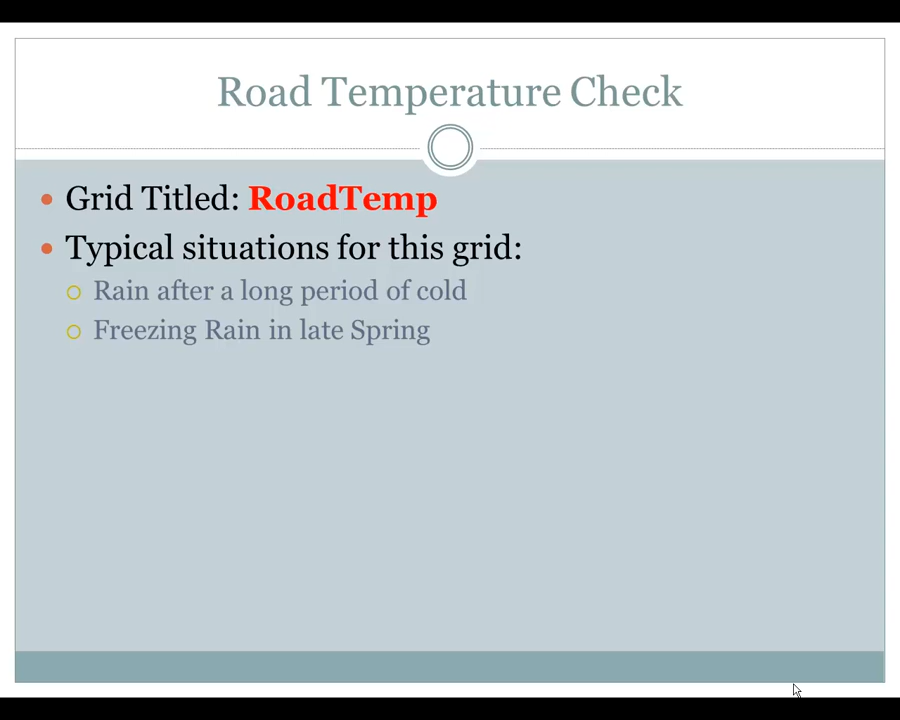 Road Temperature Check
Grid Titled: RoadTemp
Typical situations for this grid:
Rain after a long period of cold
Freezing Rain in late Spring